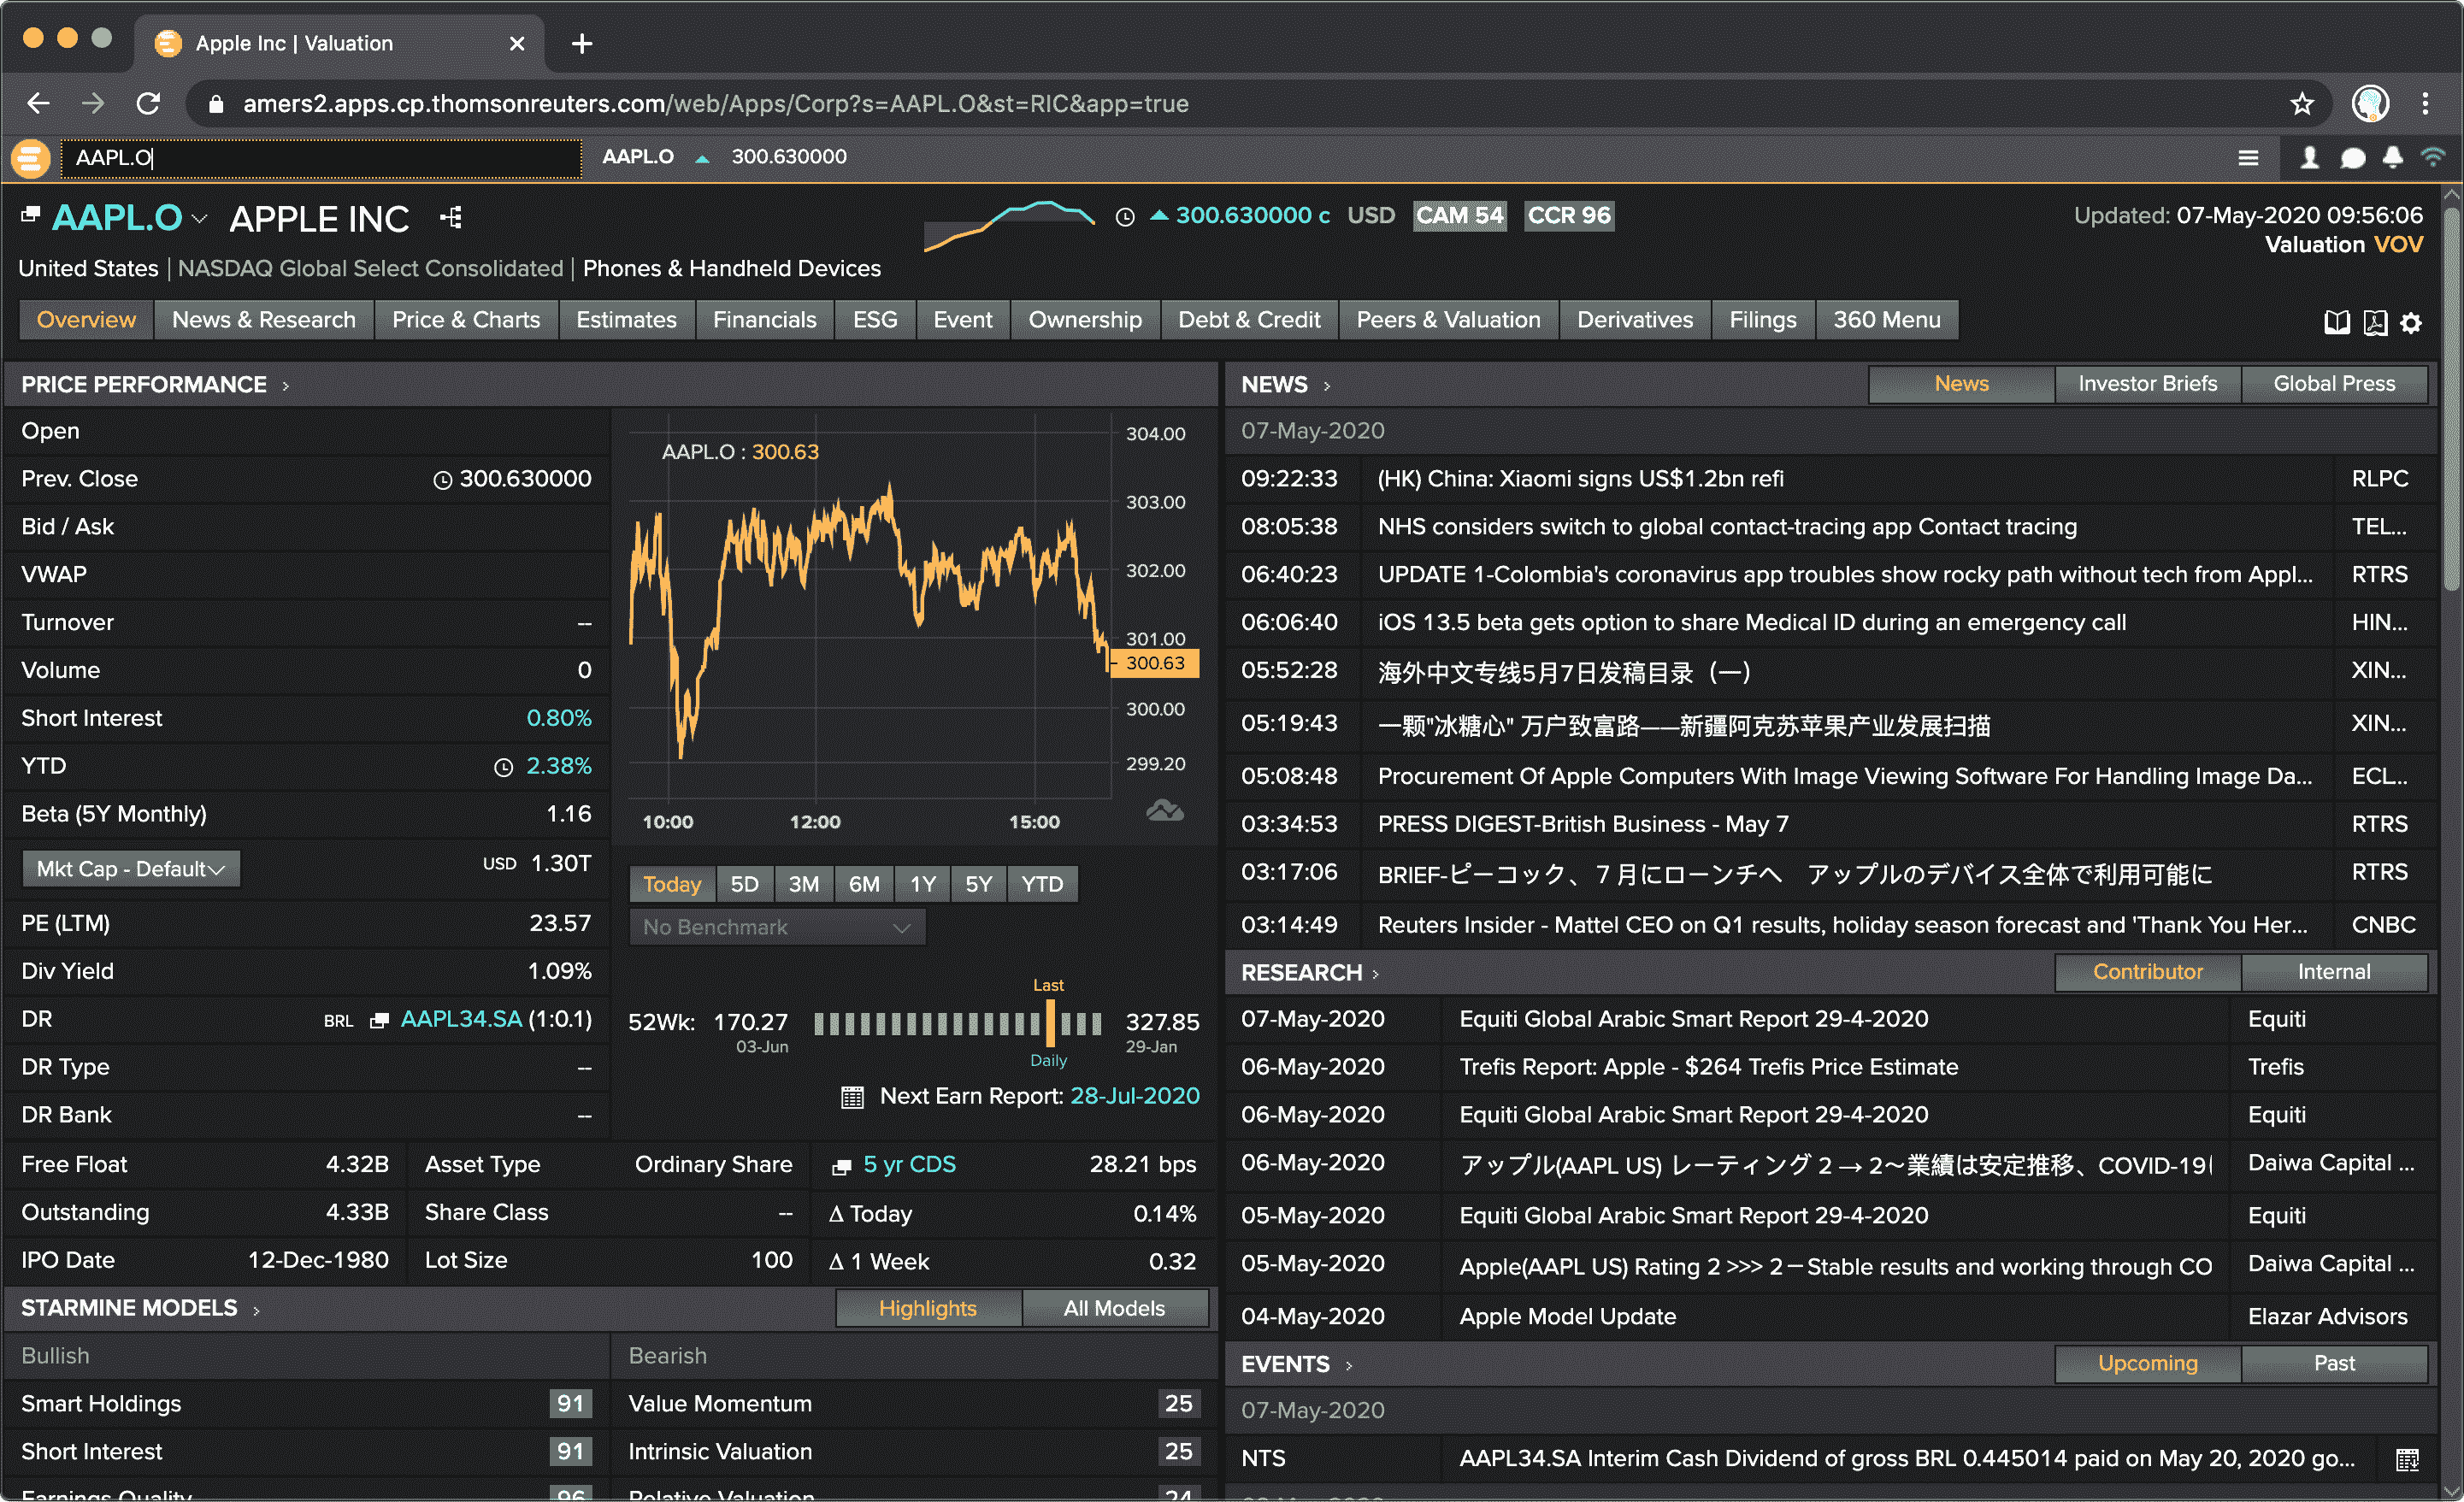 Apple Inc | Valuation
amers2.apps.cp.thomsonreuters.com/web/Apps/Corp?s=AAPL.O&st=RIC&app=true
AAPL.O AAPL.O 300.630000
AAPL.O APPLE INC 300.630000 c USD CAM 54 CCR 96 Updated: 07-May-2020 09:56:06
Valuation VOV
United States | NASDAQ Global Select Consolidated | Phones & Handheld Devices
Overview News & Research Price & Charts Estimates Financials ESG Event Ownership Debt & Credit Peers & Valuation Derivatives Filings 360 Menu
PRICE PERFORMANCE
Open
Prev. Close 300.630000
Bid / Ask
VWAP
Turnover --
Volume 0
Short Interest 0.80%
YTD 2.38%
Beta (5Y Monthly) 1.16
Mkt Cap - Default USD 1.30T
PE (LTM) 23.57
Div Yield 1.09%
DR BRL AAPL34.SA (1:0.1)
DR Type --
DR Bank --
AAPL.O : 300.63
304.00
303.00
302.00
301.00
300.63
300.00
299.20
10:00 12:00 15:00
Today 5D 3M 6M 1Y 5Y YTD
No Benchmark
Last
52Wk: 170.27 327.85
03-Jun 29-Jan
Daily
Next Earn Report: 28-Jul-2020
Free Float 4.32B Asset Type Ordinary Share 5 yr CDS 28.21 bps
Outstanding 4.33B Share Class -- Δ Today 0.14%
IPO Date 12-Dec-1980 Lot Size 100 Δ 1 Week 0.32
STARMINE MODELS Highlights All Models
Bullish Bearish
Smart Holdings 91 Value Momentum 25
Short Interest 91 Intrinsic Valuation 25
Earnings Quality 96 Relative Valuation 24
NEWS News Investor Briefs Global Press
07-May-2020
09:22:33 (HK) China: Xiaomi signs US$1.2bn refi RLPC
08:05:38 NHS considers switch to global contact-tracing app Contact tracing TEL...
06:40:23 UPDATE 1-Colombia's coronavirus app troubles show rocky path without tech from Appl... RTRS
06:06:40 iOS 13.5 beta gets option to share Medical ID during an emergency call HIN...
05:52:28 海外中文专线5月7日发稿目录（一） XIN...
05:19:43 一颗"冰糖心" 万户致富路——新疆阿克苏苹果产业发展扫描 XIN...
05:08:48 Procurement Of Apple Computers With Image Viewing Software For Handling Image Da... ECL...
03:34:53 PRESS DIGEST-British Business - May 7 RTRS
03:17:06 BRIEF-ピーコック、７月にローンチへ　アップルのデバイス全体で利用可能に RTRS
03:14:49 Reuters Insider - Mattel CEO on Q1 results, holiday season forecast and 'Thank You Her... CNBC
RESEARCH Contributor Internal
07-May-2020 Equiti Global Arabic Smart Report 29-4-2020 Equiti
06-May-2020 Trefis Report: Apple - $264 Trefis Price Estimate Trefis
06-May-2020 Equiti Global Arabic Smart Report 29-4-2020 Equiti
06-May-2020 アップル(AAPL US) レーティング２→２～業績は安定推移、COVID-19 Daiwa Capital ...
05-May-2020 Equiti Global Arabic Smart Report 29-4-2020 Equiti
05-May-2020 Apple(AAPL US) Rating 2 >>> 2－Stable results and working through CO Daiwa Capital ...
04-May-2020 Apple Model Update Elazar Advisors
EVENTS Upcoming Past
07-May-2020
NTS AAPL34.SA Interim Cash Dividend of gross BRL 0.445014 paid on May 20, 2020 go...